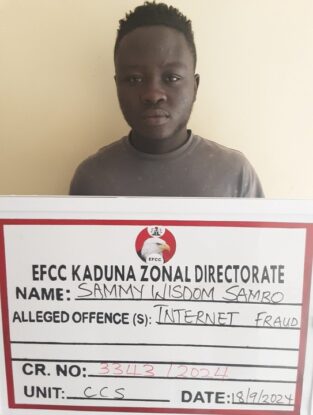 EFCC
EFCC KADUNA ZONAL DIRECTORATE
NAME: SAMMY WISDOM SAMBO
ALLEGED OFFENCE(S): INTERNET FRAUD
CR. NO: 3343/2024
UNIT: CCS DATE: 18/9/2024